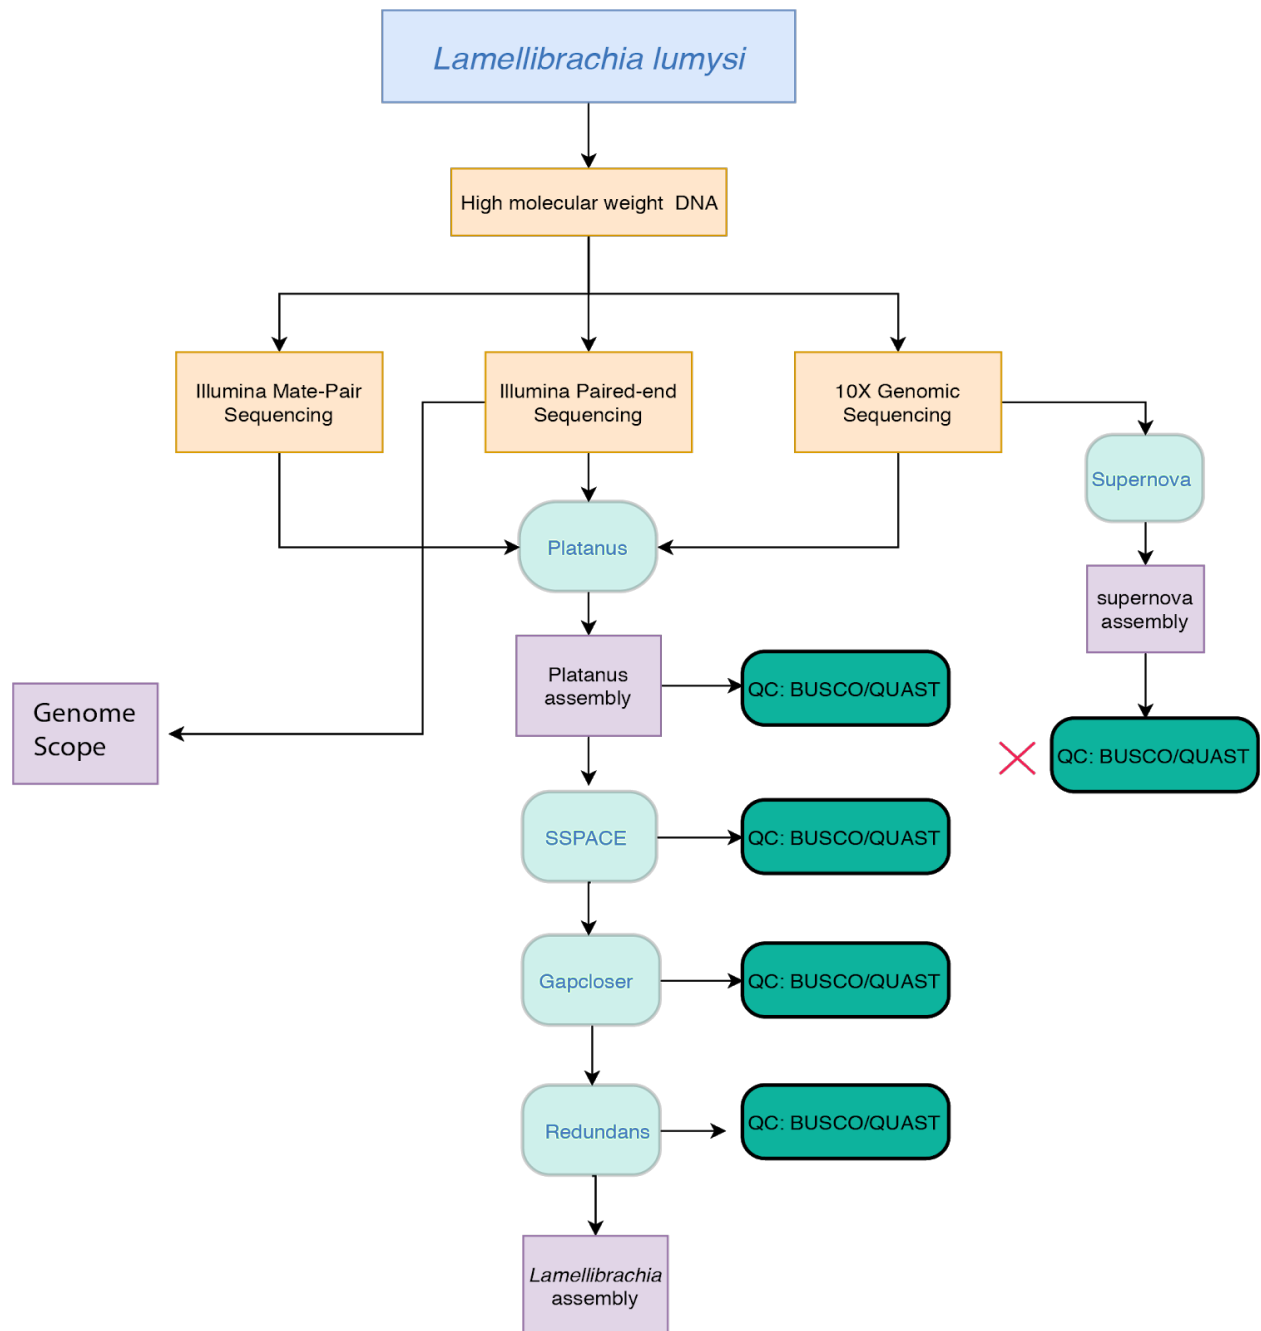 Lamellibrachia lumysi
High molecular weight DNA
Illumina Mate-Pair
Sequencing
Illumina Paired-end
Sequencing
10X Genomic
Sequencing
Supernova
Platanus
supernova
assembly
Platanus
assembly
QC: BUSCO/QUAST
Genome
Scope
QC: BUSCO/QUAST
SSPACE
QC: BUSCO/QUAST
Gapcloser
QC: BUSCO/QUAST
Redundans
QC: BUSCO/QUAST
Lamellibrachia
assembly